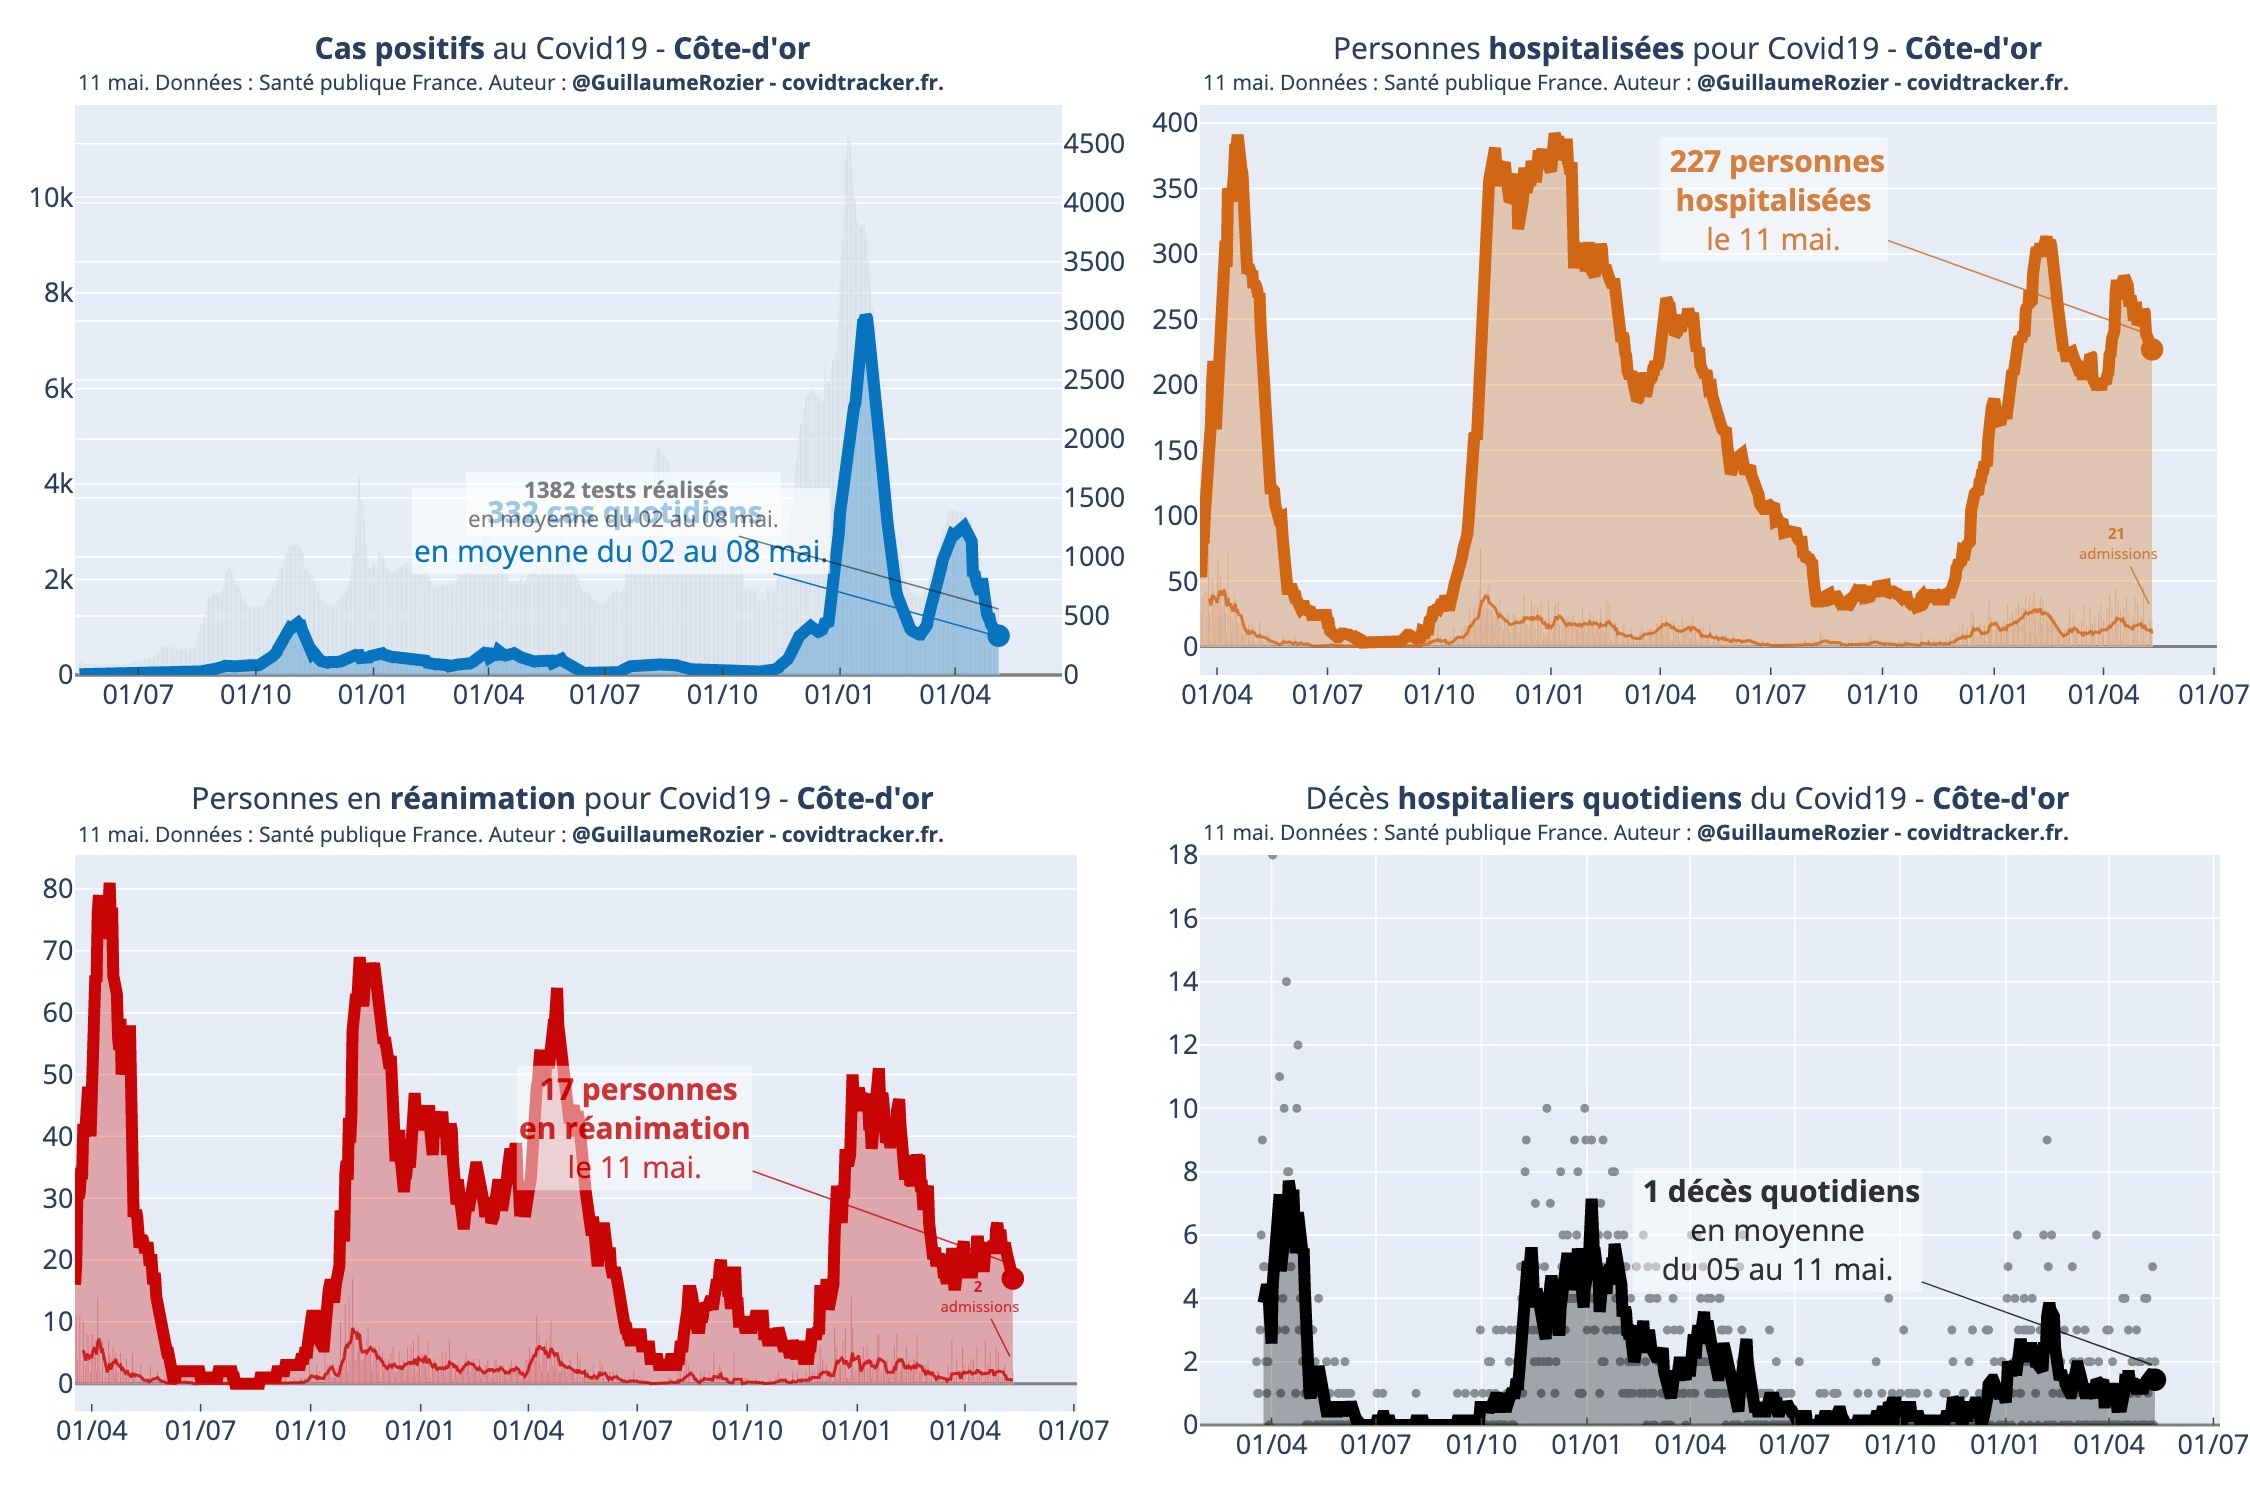 Cas positifs au Covid19 - Côte-d'or
11 mai. Données : Santé publique France. Auteur : @GuillaumeRozier - covidtracker.fr.
10k
8k
6k
4k
2k
0
4500
4000
3500
3000
2500
2000
1500
1000
500
0
1382 tests réalisés
en moyenne du 02 au 08 mai.
332 cas quotidiens
en moyenne du 02 au 08 mai.
01/07 01/10 01/01 01/04 01/07 01/10 01/01 01/04
Personnes hospitalisées pour Covid19 - Côte-d'or
11 mai. Données : Santé publique France. Auteur : @GuillaumeRozier - covidtracker.fr.
400
350
300
250
200
150
100
50
0
227 personnes
hospitalisées
le 11 mai.
21
admissions
01/04 01/07 01/10 01/01 01/04 01/07 01/10 01/01 01/04 01/07
Personnes en réanimation pour Covid19 - Côte-d'or
11 mai. Données : Santé publique France. Auteur : @GuillaumeRozier - covidtracker.fr.
80
70
60
50
40
30
20
10
0
17 personnes
en réanimation
le 11 mai.
2
admissions
01/04 01/07 01/10 01/01 01/04 01/07 01/10 01/01 01/04 01/07
Décès hospitaliers quotidiens du Covid19 - Côte-d'or
11 mai. Données : Santé publique France. Auteur : @GuillaumeRozier - covidtracker.fr.
18
16
14
12
10
8
6
4
2
0
1 décès quotidiens
en moyenne
du 05 au 11 mai.
01/04 01/07 01/10 01/01 01/04 01/07 01/10 01/01 01/04 01/07